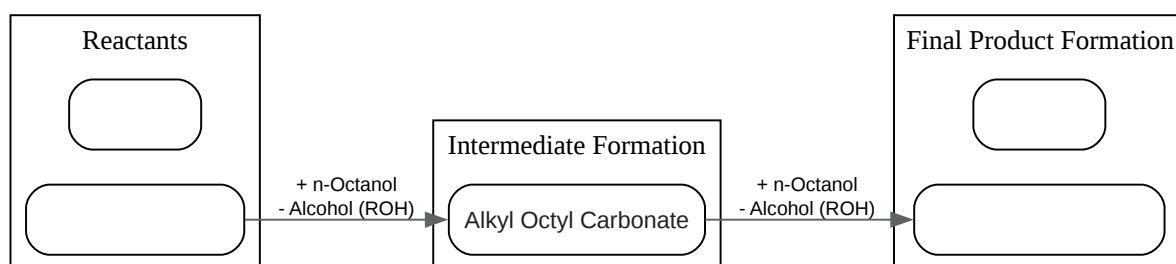 Reactants
+ n-Octanol
- Alcohol (ROH)
Intermediate Formation
Alkyl Octyl Carbonate
+ n-Octanol
- Alcohol (ROH)
Final Product Formation